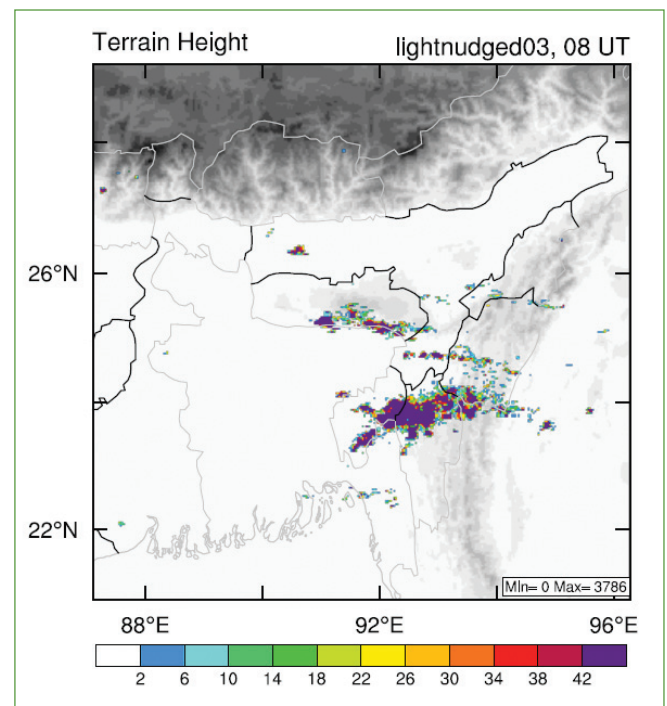 Terrain Height
lightnudged03, 08 UT
26°N
22°N
Min= 0 Max= 3786
88°E 92°E 96°E
2 6 10 14 18 22 26 30 34 38 42